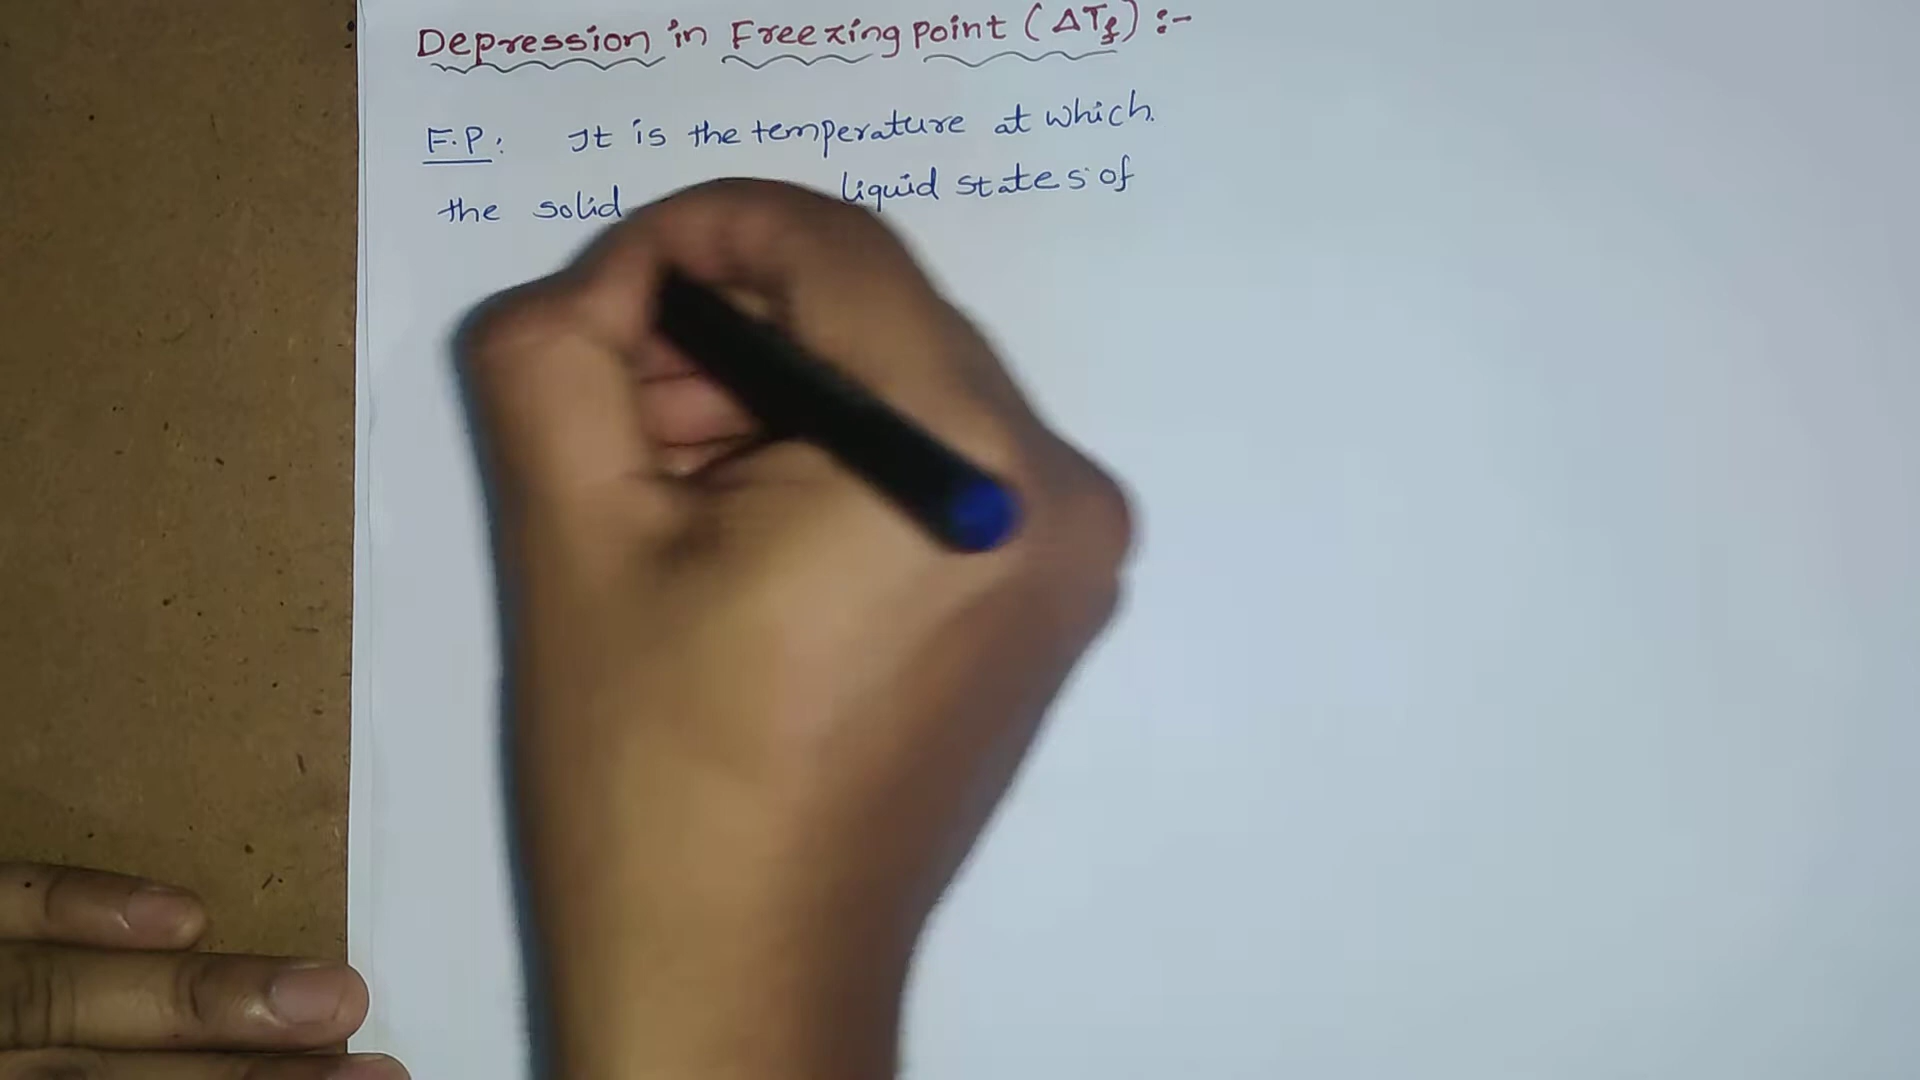 Depression in Freezing point (ΔTf) :-
F.P: It is the temperature at which
the solid liquid states of